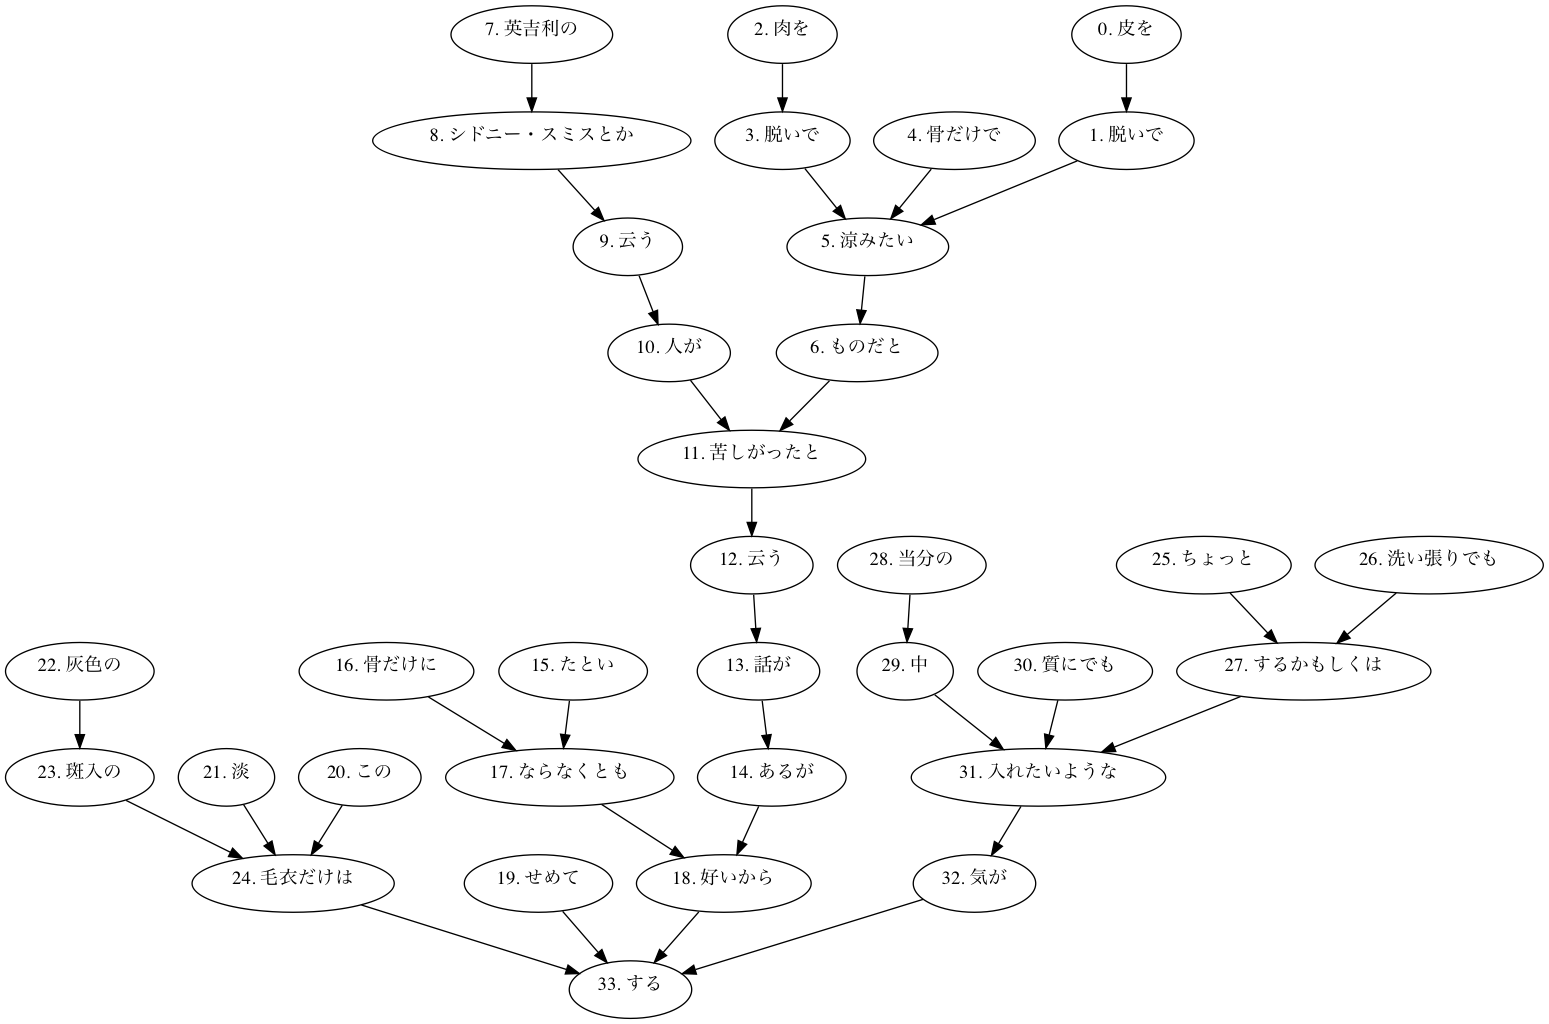 7. 英吉利の
2. 肉を
0. 皮を
8. シドニー・スミスとか
3. 脱いで
4. 骨だけで
1. 脱いで
9. 云う
5. 涼みたい
10. 人が
6. ものだと
11. 苦しがったと
12. 云う
28. 当分の
25. ちょっと
26. 洗い張りでも
22. 灰色の
16. 骨だけに
15. たとい
13. 話が
29. 中
30. 質にでも
27. するかもしくは
23. 斑入の
21. 淡
20. この
17. ならなくとも
14. あるが
31. 入れたいような
24. 毛衣だけは
19. せめて
18. 好いから
32. 気が
33. する